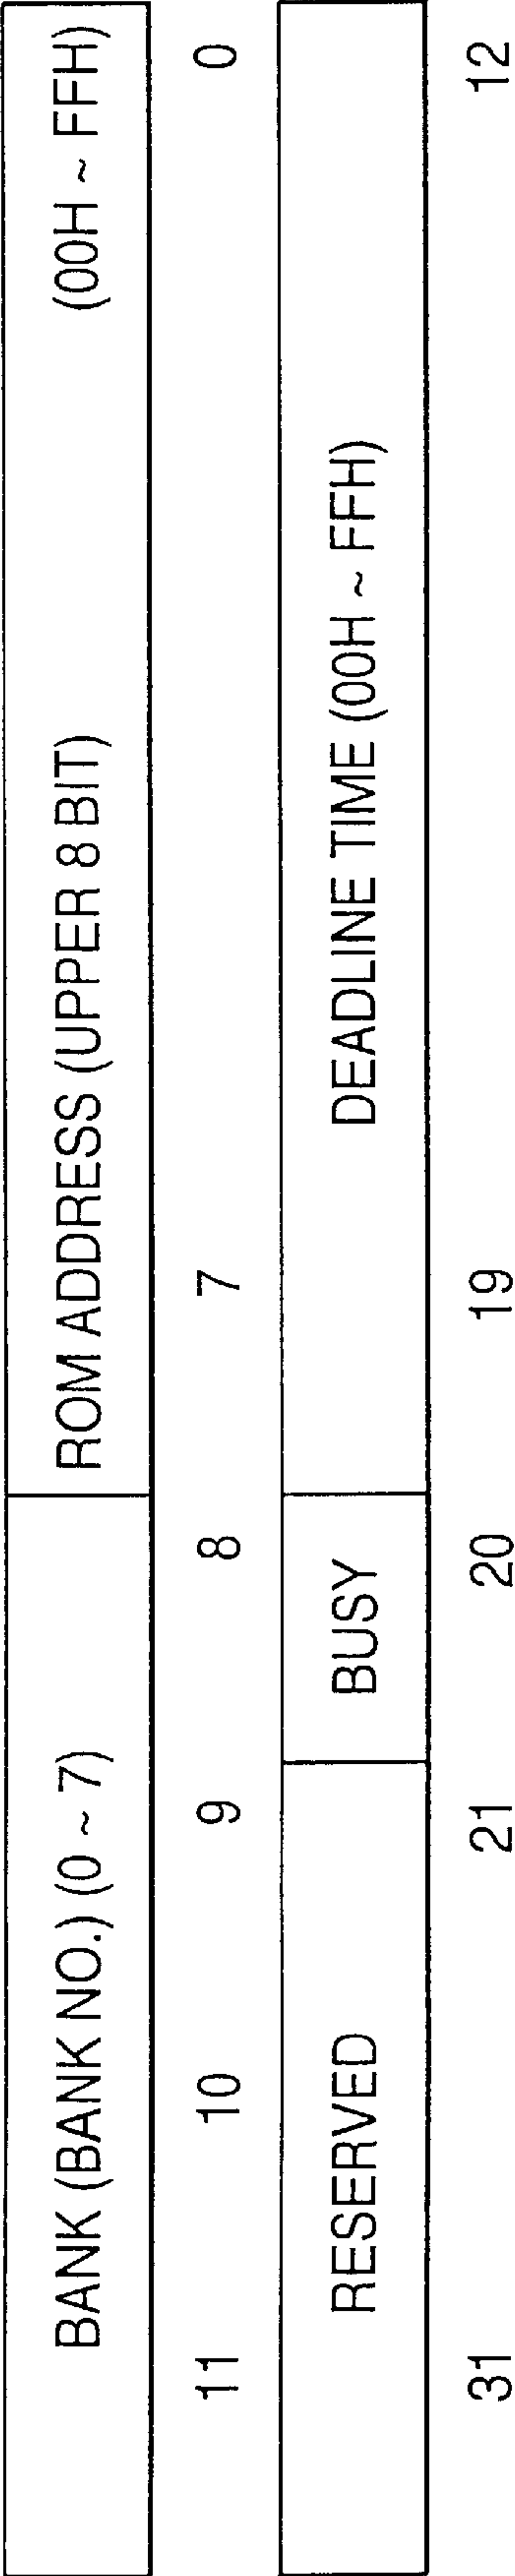 BANK (BANK NO.) (0 ~ 7) ROM ADDRESS (UPPER 8 BIT) (00H ~ FFH)
11 10 9 8 7 0
RESERVED BUSY DEADLINE TIME (00H ~ FFH)
31 21 20 19 12